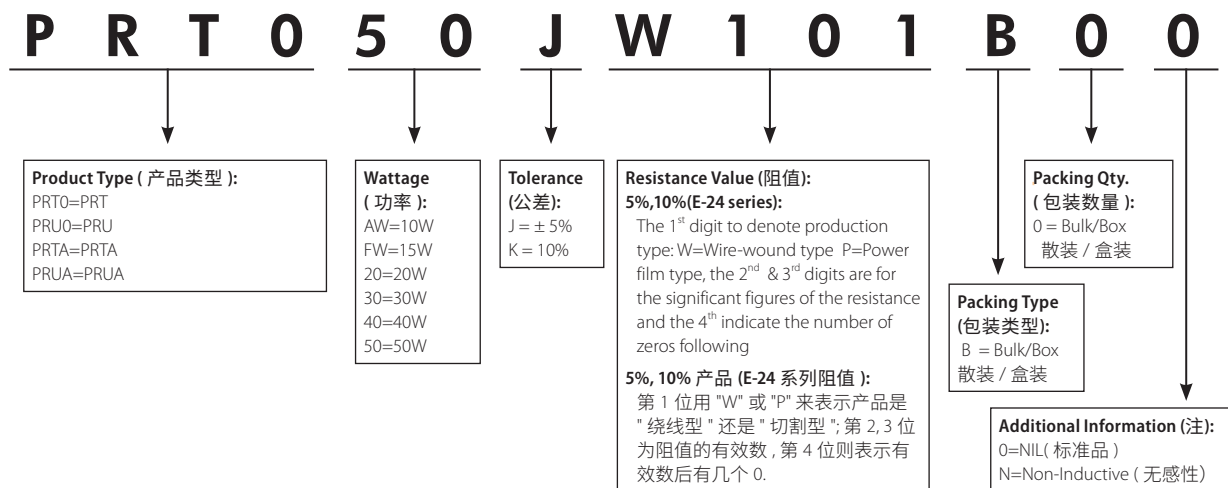 P R T 0 5 0 J W 1 0 1 B 0 0
Product Type ( 产品类型 ):
PRT0=PRT
PRU0=PRU
PRTA=PRTA
PRUA=PRUA
Wattage
( 功率 ):
AW=10W
FW=15W
20=20W
30=30W
40=40W
50=50W
Tolerance
(公差):
J = ± 5%
K = 10%
Resistance Value (阻值):
5%,10%(E-24 series):
The 1st digit to denote production
type: W=Wire-wound type P=Power
film type, the 2nd & 3rd digits are for
the significant figures of the resistance
and the 4th indicate the number of
zeros following
5%, 10% 产品 (E-24 系列阻值 ):
第 1 位用 "W" 或 "P" 来表示产品是
" 绕线型 " 还是 " 切割型 "; 第 2, 3 位
为阻值的有效数 , 第 4 位则表示有
效数后有几个 0.
Packing Type
(包装类型):
B = Bulk/Box
散装 / 盒装
Packing Qty.
( 包装数量 ):
0 = Bulk/Box
散装 / 盒装
Additional Information (注):
0=NIL( 标准品 )
N=Non-Inductive ( 无感性）